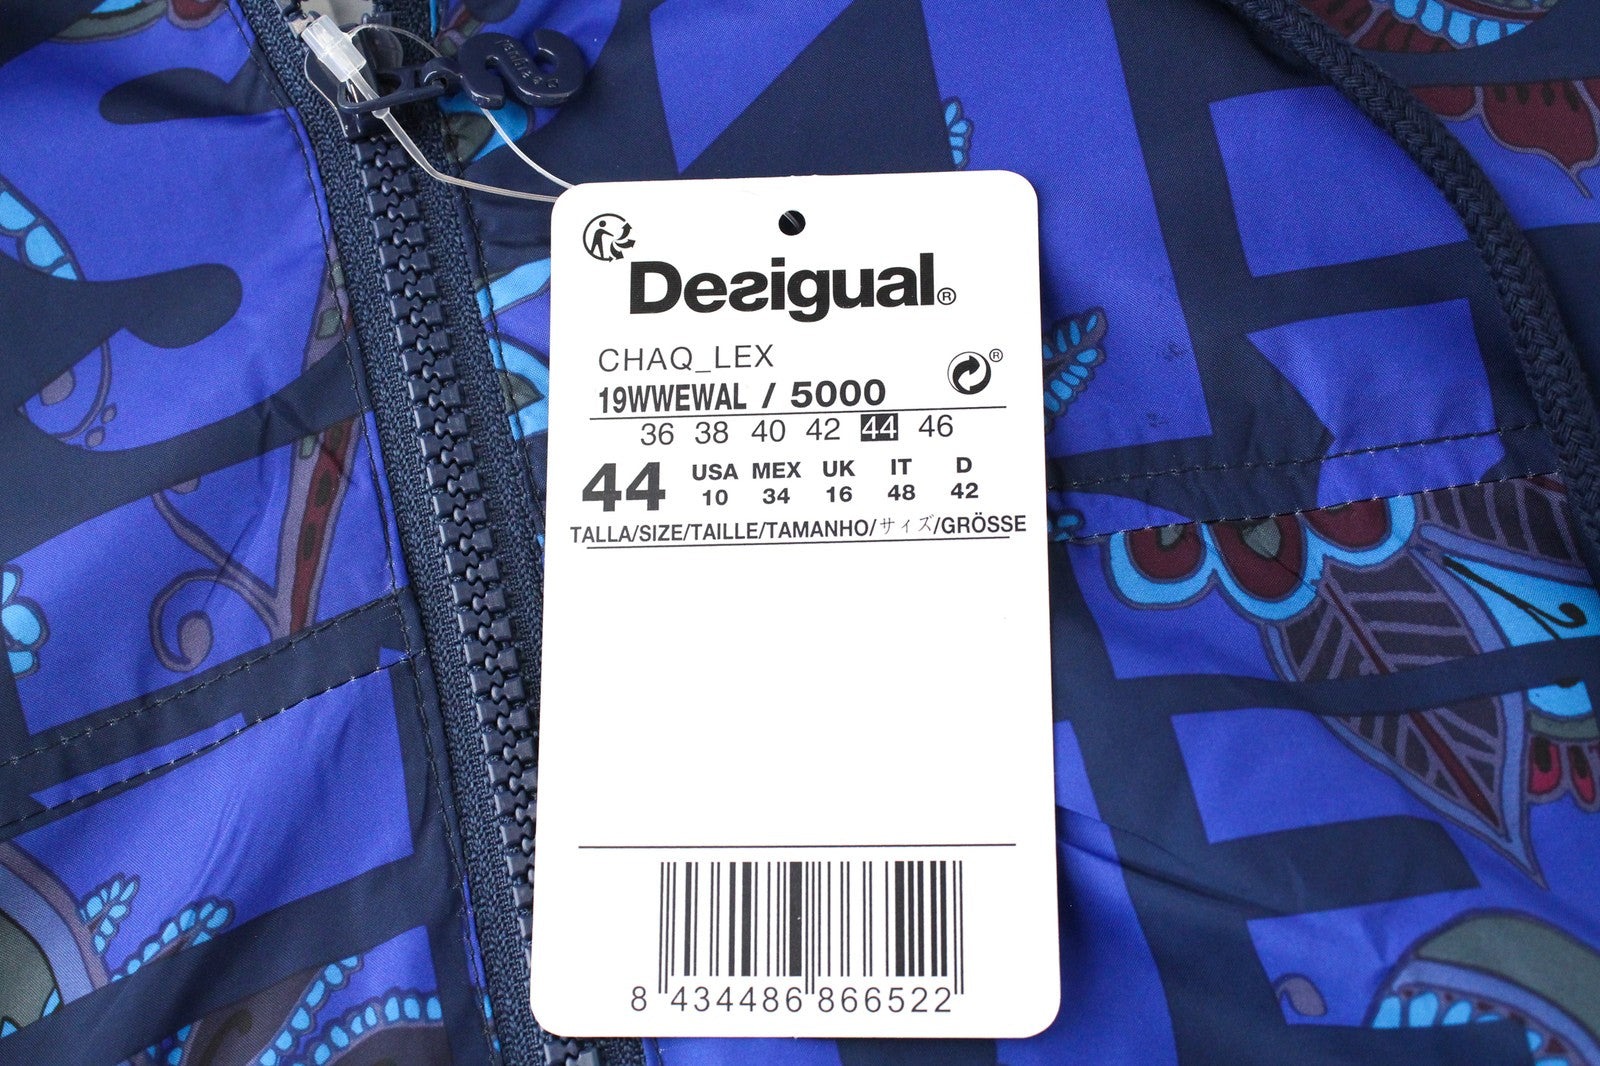 Desigual®
CHAQ_LEX
®
19WWEWAL / 5000
36 38 40 42 44 46
44
USA MEX UK IT D
10 34 16 48 42
TALLA/SIZE/TAILLE/TAMANHO/サイズ/GRÖSSE
8 434486 866522